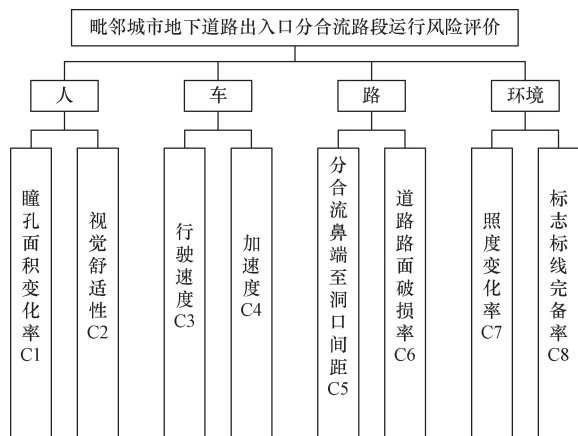 毗邻城市地下道路出入口分合流路段运行风险评价
人
车
路
环境
瞳孔面积变化率C1
视觉舒适性C2
行驶速度C3
加速度C4
分合流鼻端至洞口间距C5
道路路面破损率C6
照度变化率C7
标志标线完备率C8